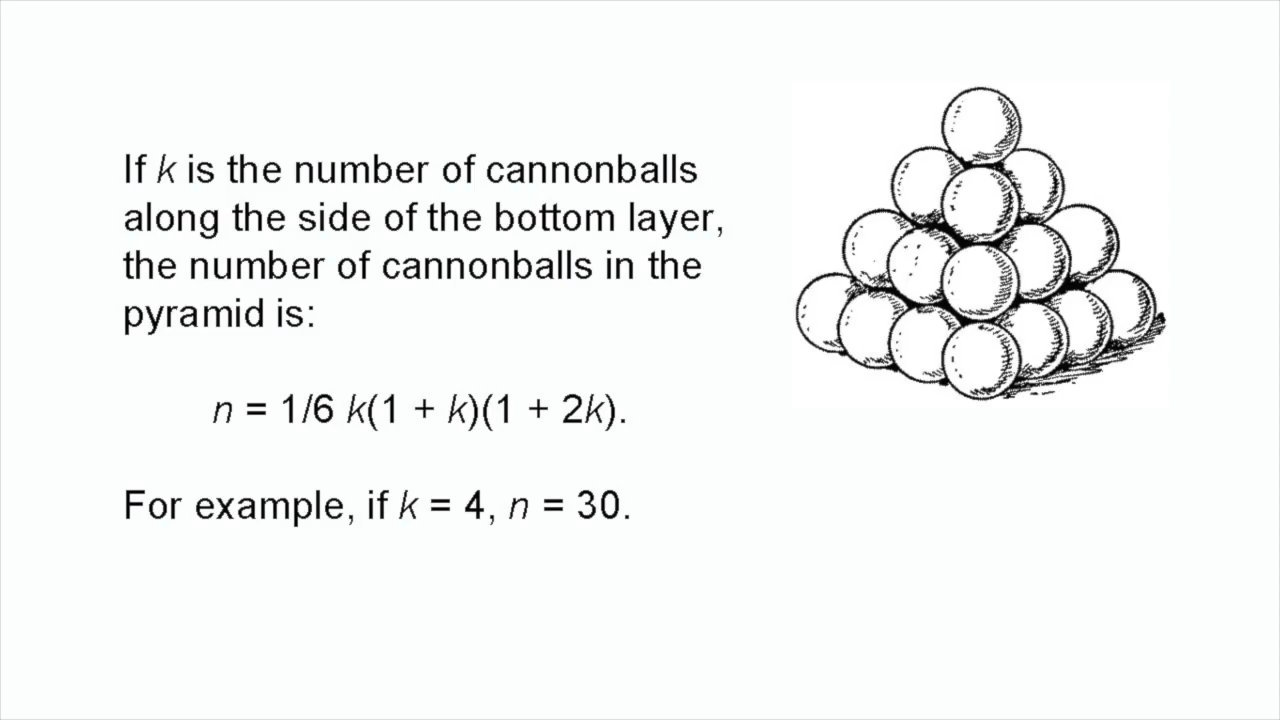 If k is the number of cannonballs
along the side of the bottom layer,
the number of cannonballs in the
pyramid is:
n = 1/6 k(1 + k)(1 + 2k).
For example, if k = 4, n = 30.